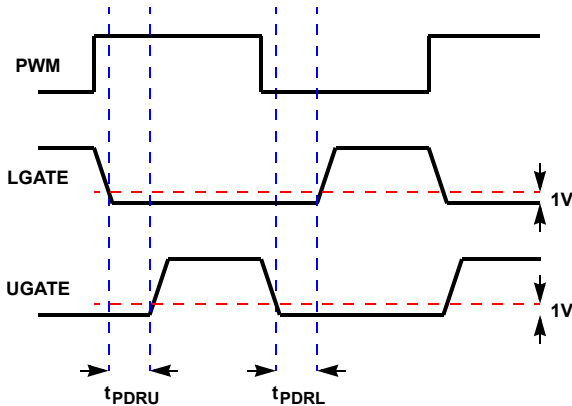 PWM
LGATE
1V
UGATE
1V
tPDRU
tPDRL